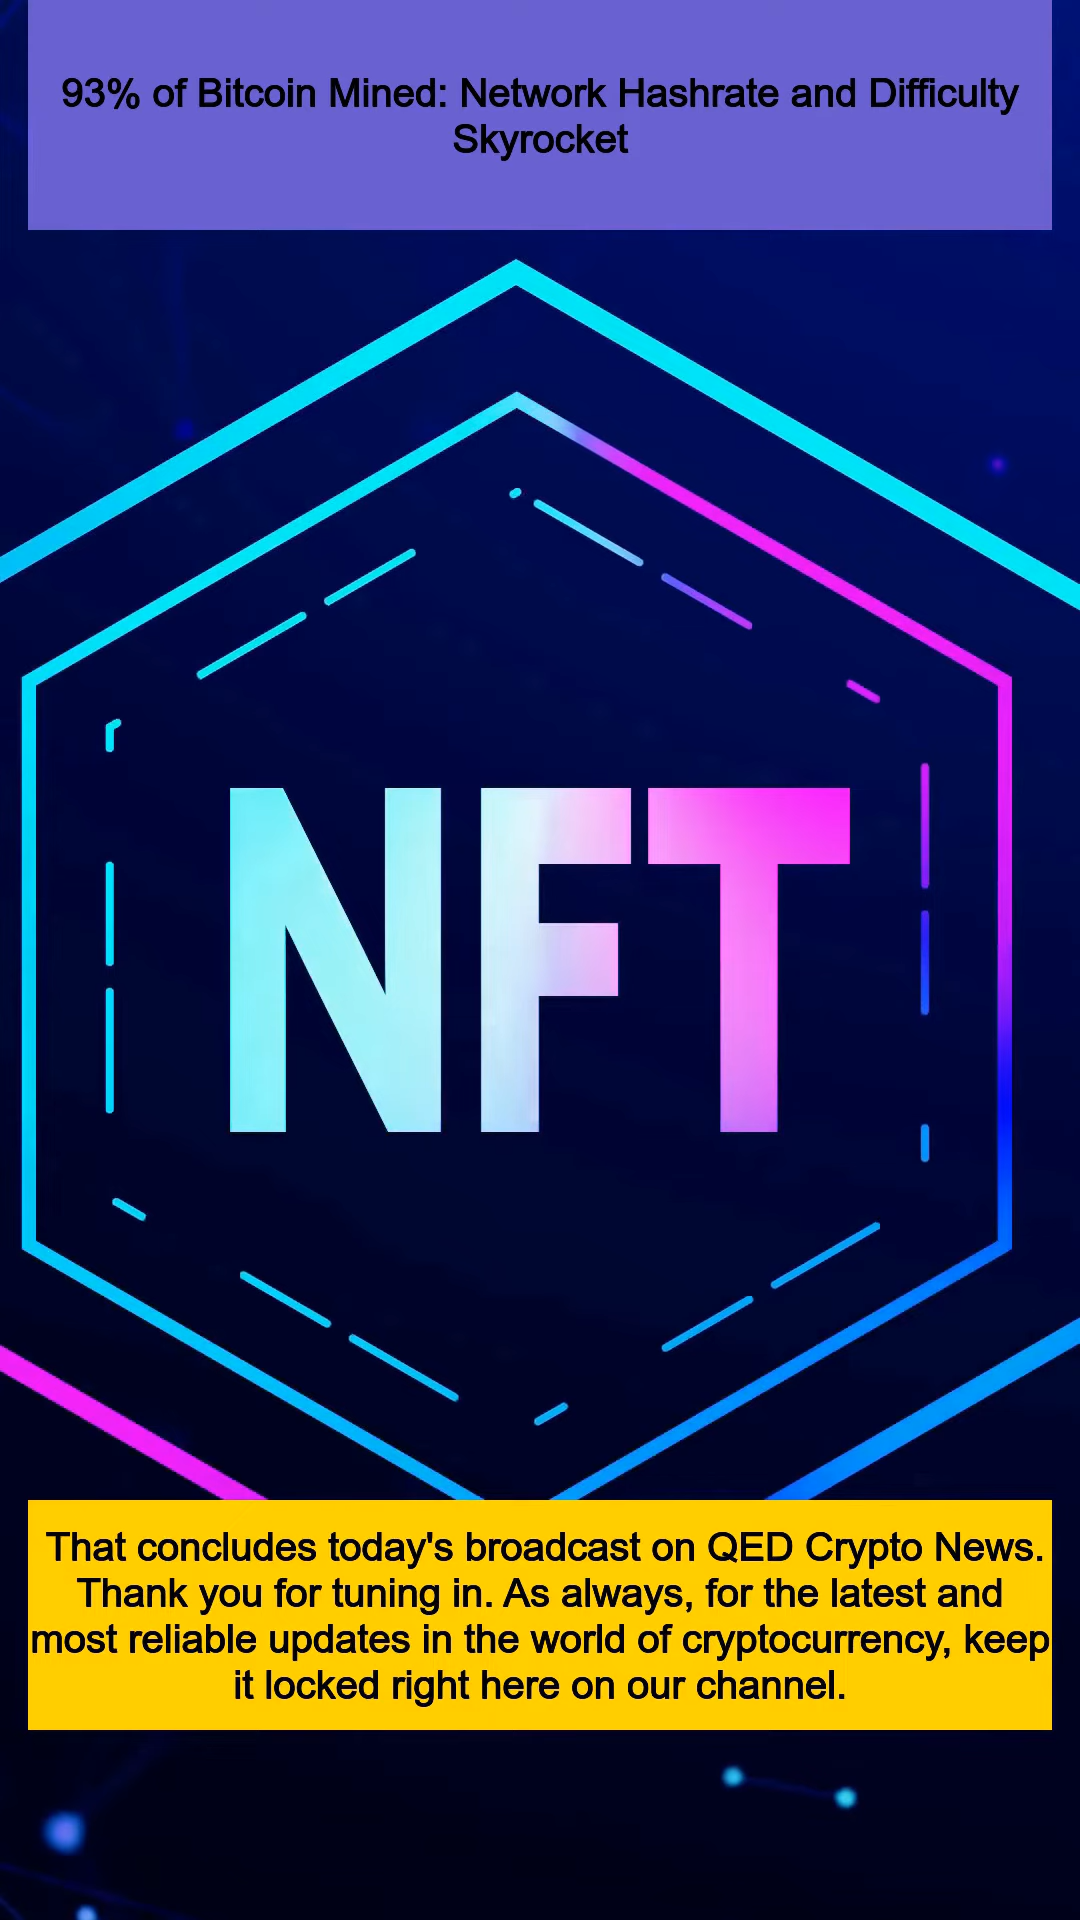 93% of Bitcoin Mined: Network Hashrate and Difficulty
Skyrocket
NFT
That concludes today's broadcast on QED Crypto News.
Thank you for tuning in. As always, for the latest and
most reliable updates in the world of cryptocurrency, keep
it locked right here on our channel.